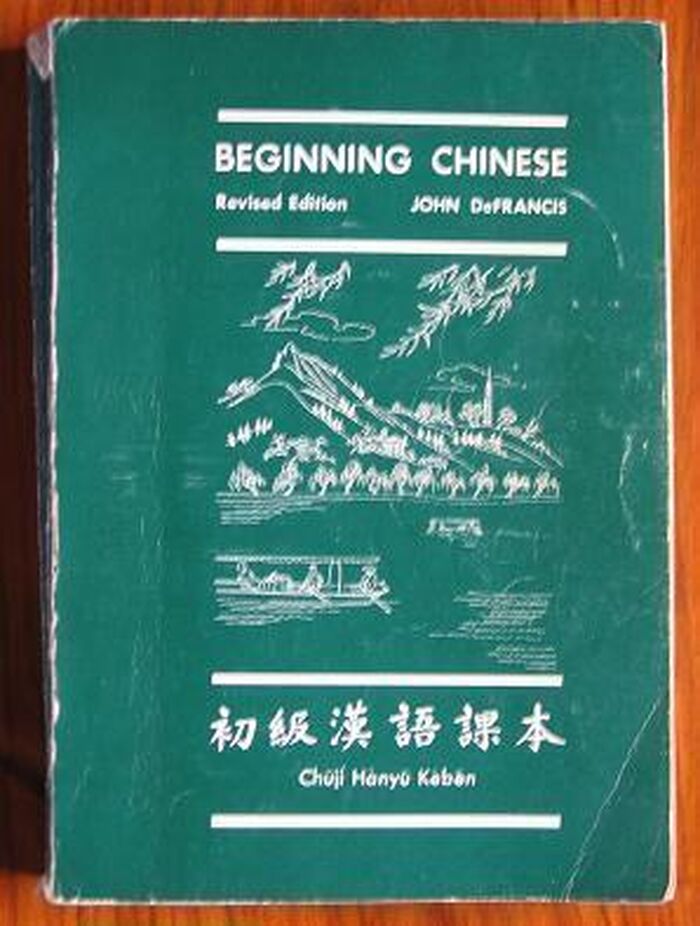 BEGINNING CHINESE
Revised Edition JOHN DeFRANCIS
初級漢語課本
Chūjí Hànyǔ Kèběn